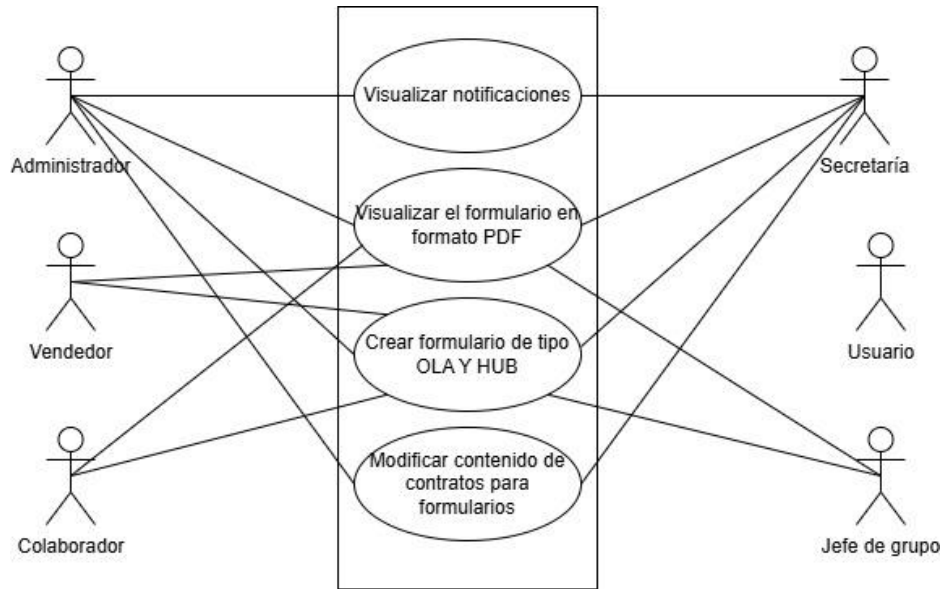 Visualizar notificaciones
Administrador
Secretaría
Visualizar el formulario en
formato PDF
Vendedor
Crear formulario de tipo
OLA Y HUB
Usuario
Modificar contenido de
contratos para
formularios
Colaborador
Jefe de grupo